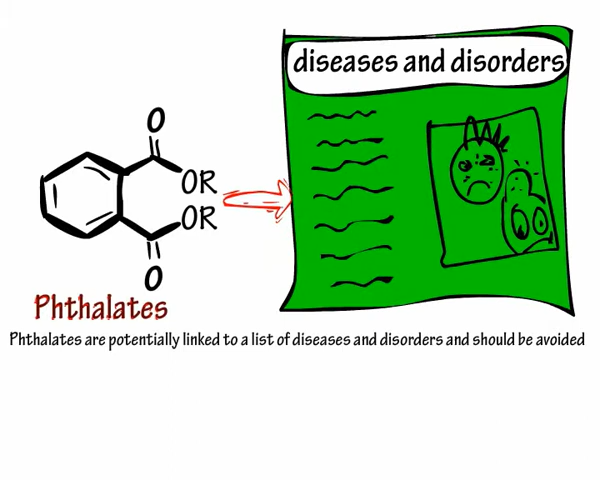 diseases and disorders
O
OR
OR
O
Phthalates
Phthalates are potentially linked to a list of diseases and disorders and should be avoided